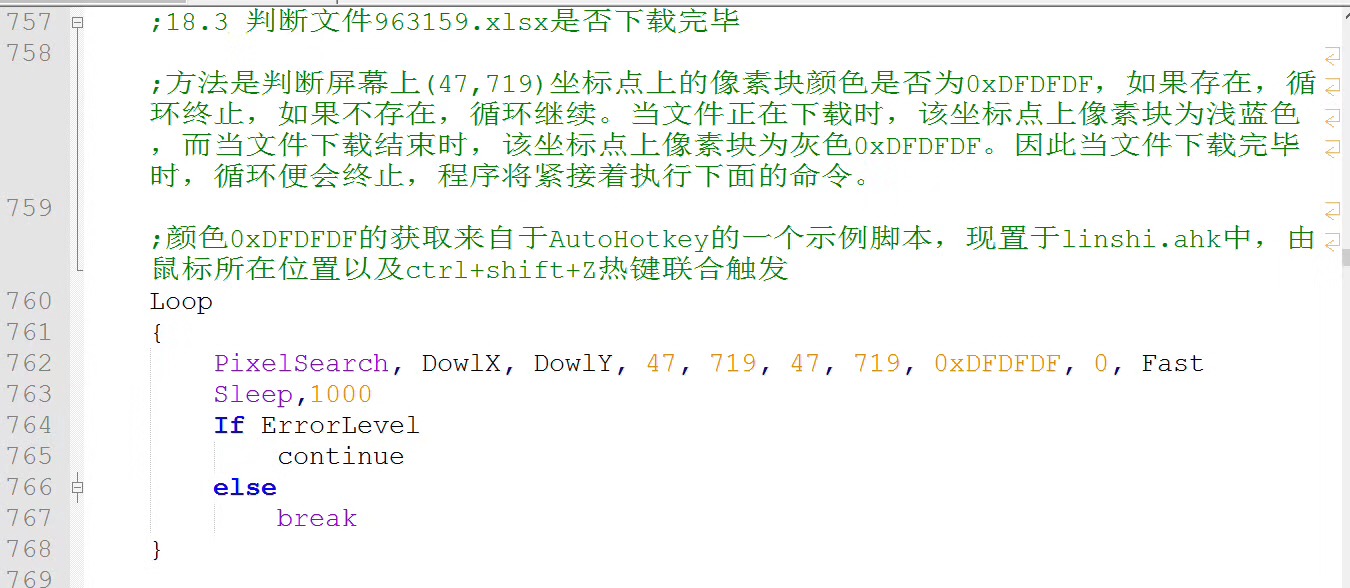 757 ;18.3 判断文件963159.xlsx是否下载完毕
758
;方法是判断屏幕上(47,719)坐标点上的像素块颜色是否为0xDFDFDF，如果存在，循
环终止，如果不存在，循环继续。当文件正在下载时，该坐标点上像素块为浅蓝色
，而当文件下载结束时，该坐标点上像素块为灰色0xDFDFDF。因此当文件下载完毕
时，循环便会终止，程序将紧接着执行下面的命令。
759
;颜色0xDFDFDF的获取来自于AutoHotkey的一个示例脚本，现置于linshi.ahk中，由
鼠标所在位置以及ctrl+shift+Z热键联合触发
760 Loop
761 {
762 PixelSearch, DowlX, DowlY, 47, 719, 47, 719, 0xDFDFDF, 0, Fast
763 Sleep,1000
764 If ErrorLevel
765 continue
766 else
767 break
768 }
769